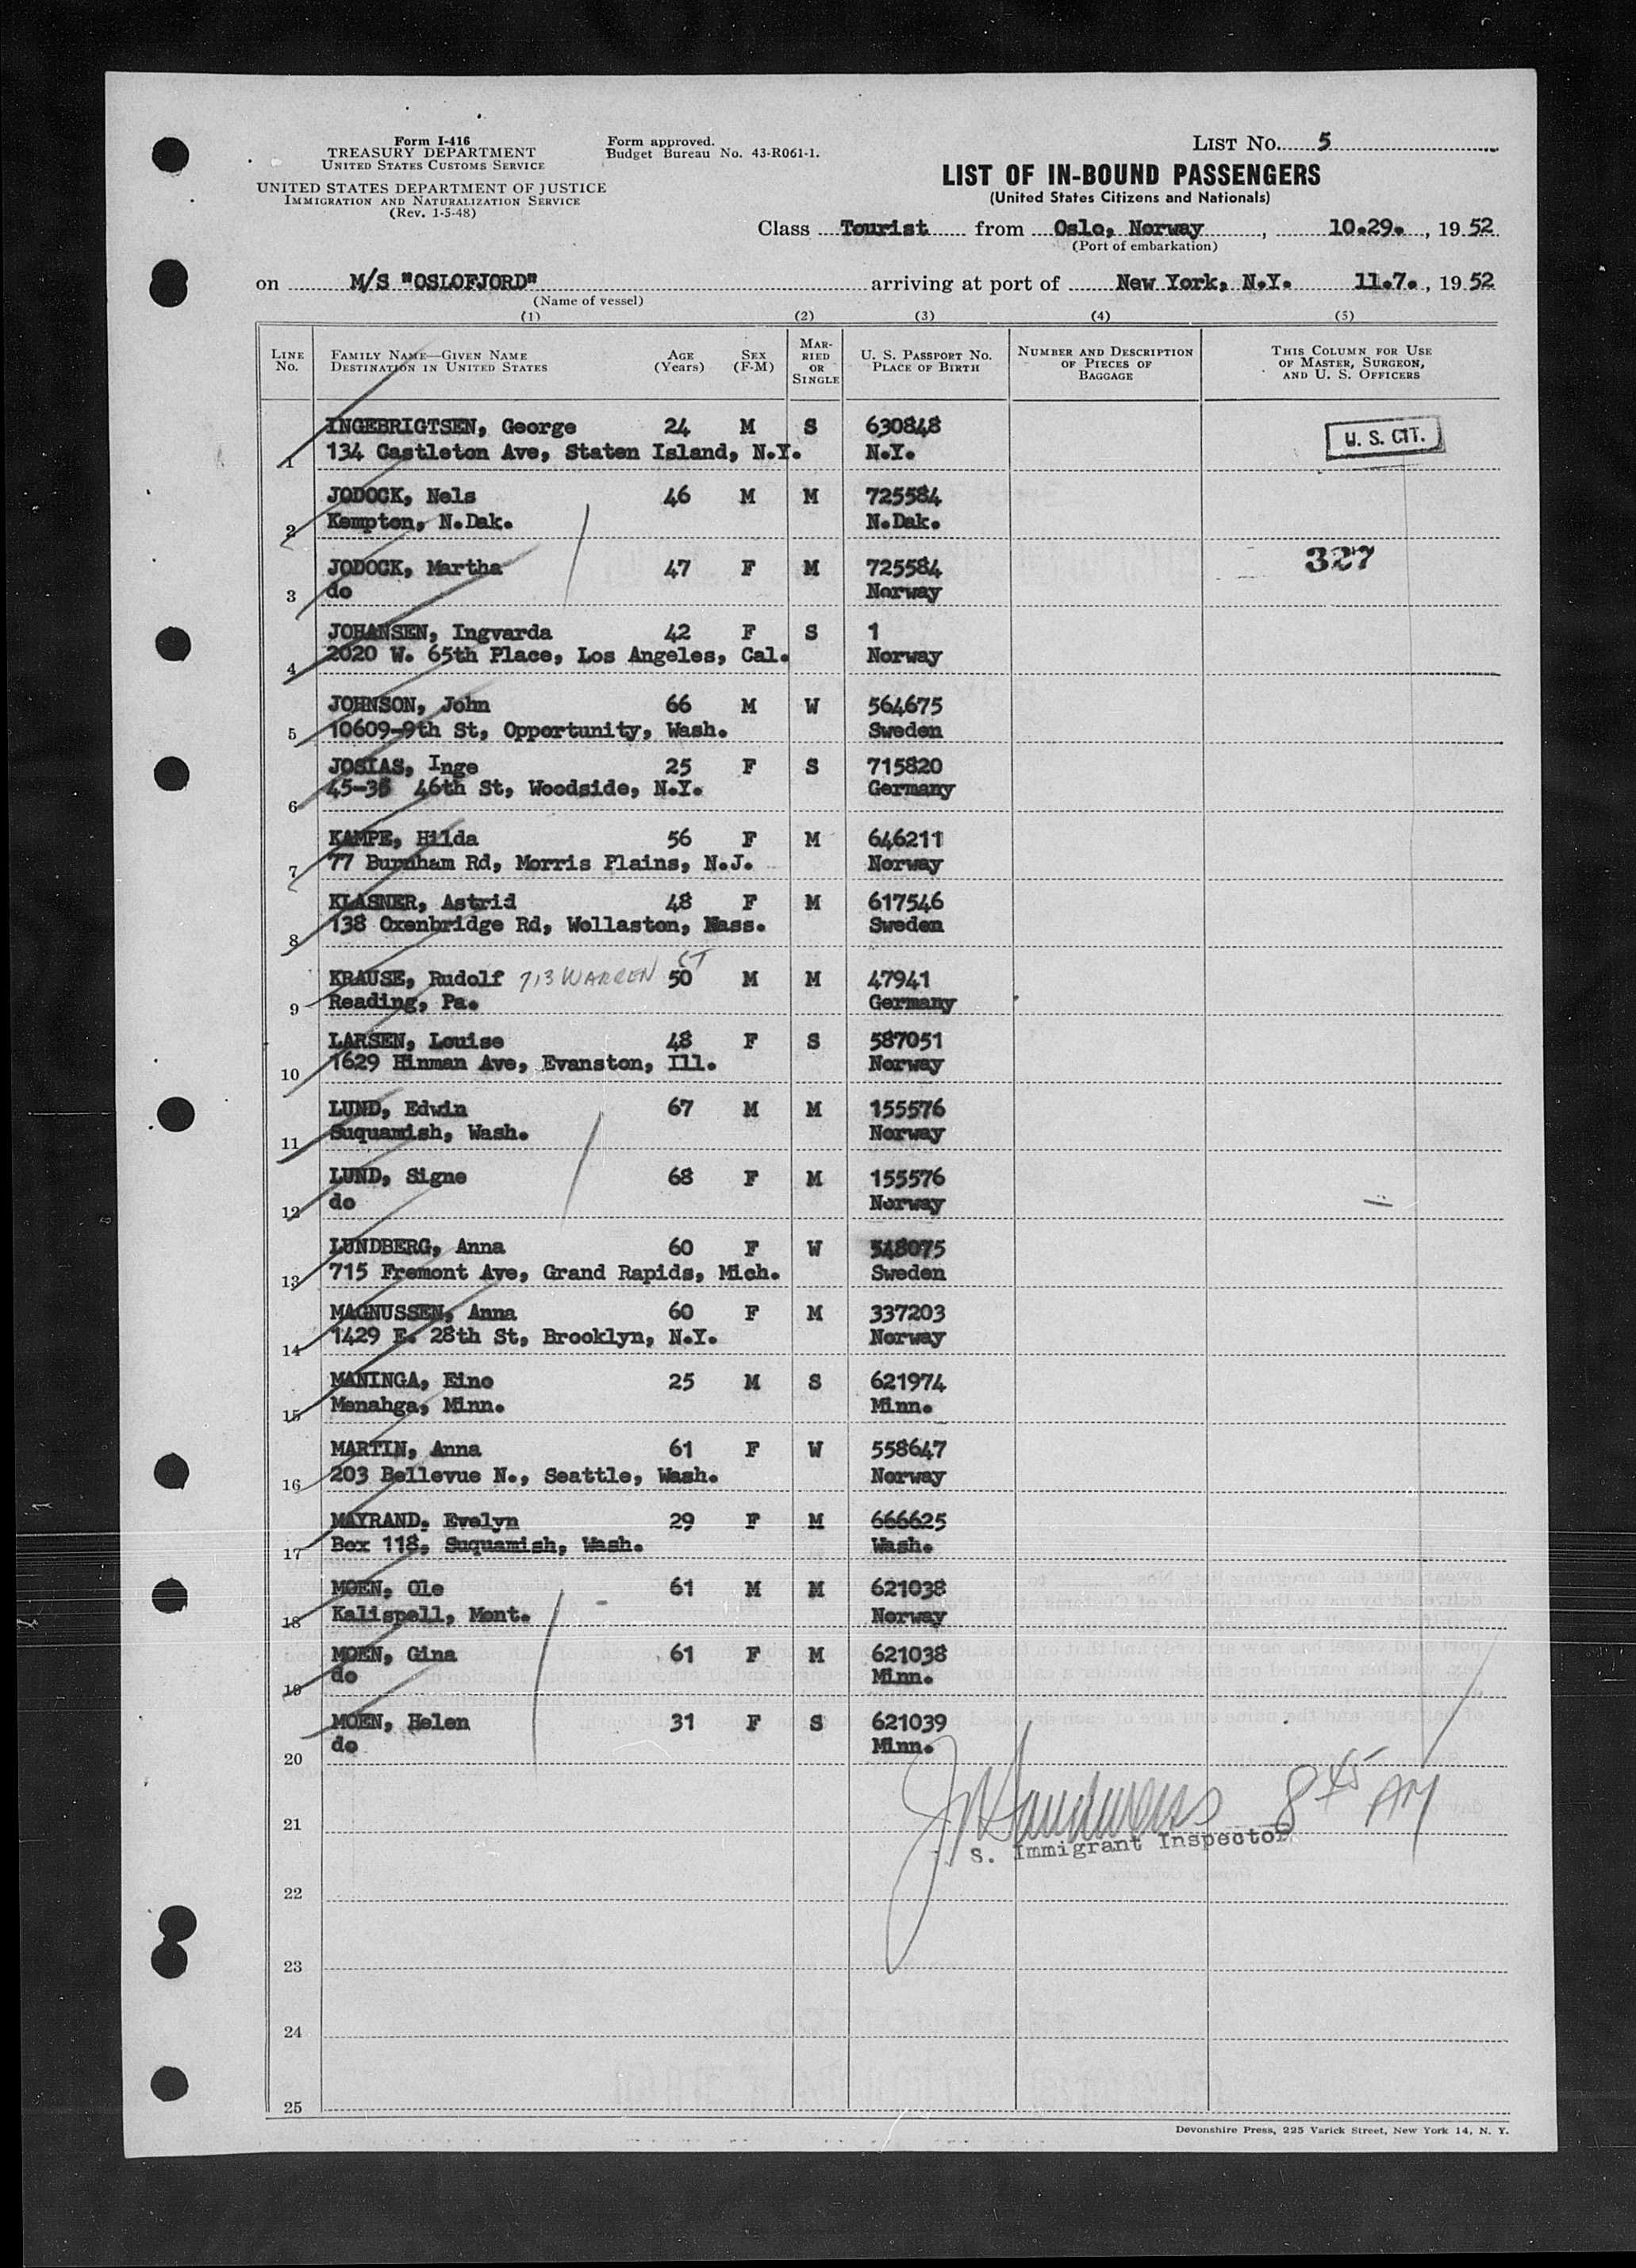 Form I-416
TREASURY DEPARTMENT
UNITED STATES CUSTOMS SERVICE
UNITED STATES DEPARTMENT OF JUSTICE
IMMIGRATION AND NATURALIZATION SERVICE
(Rev. 1-5-48)
Form approved.
Budget Bureau No. 43-R061-1.
LIST No. 5
LIST OF IN-BOUND PASSENGERS
(United States Citizens and Nationals)
Class Tourist from Oslo, Norway, 10.29., 19 52
(Port of embarkation)
on M/S "OSLOFJORD" arriving at port of New York, N.Y. 11.7., 19 52
(Name of vessel)
(1) (2) (3) (4) (5)
LINE No. FAMILY NAME—GIVEN NAME DESTINATION IN UNITED STATES AGE (Years) SEX (F-M) MARRIED OR SINGLE U. S. PASSPORT No. PLACE OF BIRTH NUMBER AND DESCRIPTION OF PIECES OF BAGGAGE THIS COLUMN FOR USE OF MASTER, SURGEON, AND U. S. OFFICERS
INGEBRIGTSEN, George 24 M S 630848 U. S. CIT.
1 134 Castleton Ave, Staten Island, N.Y. N.Y.
JODOCK, Nels 46 M M 725584
2 Kempton, N.Dak. N.Dak.
JODOCK, Martha 47 F M 725584 327
3 do Norway
JOHANSEN, Ingvarda 42 F S 1
4 2020 W. 65th Place, Los Angeles, Cal. Norway
JOHNSON, John 66 M W 564675
5 10609-9th St, Opportunity, Wash. Sweden
JOSIAS, Inge 25 F S 715820
6 45-36 46th St, Woodside, N.Y. Germany
KAMPE, Hilda 56 F M 646211
7 77 Burnham Rd, Morris Plains, N.J. Norway
KLASNER, Astrid 48 F M 617546
8 138 Oxenbridge Rd, Wollaston, Mass. Sweden
KRAUSE, Rudolf 713 WARREN ST 50 M M 47941
9 Reading, Pa. Germany
LARSEN, Louise 48 F S 587051
10 1629 Hinman Ave, Evanston, Ill. Norway
LUND, Edwin 67 M M 155576
11 Suquamish, Wash. Norway
LUND, Signe 68 F M 155576
12 do Norway
LUNDBERG, Anna 60 F W 548075
13 715 Fremont Ave, Grand Rapids, Mich. Sweden
MAGNUSSEN, Anna 60 F M 337203
14 1429 E. 28th St, Brooklyn, N.Y. Norway
MANINGA, Eino 25 M S 621974
15 Menahga, Minn. Minn.
MARTIN, Anna 61 F W 558647
16 203 Bellevue N., Seattle, Wash. Norway
MAYRAND, Evelyn 29 F M 666625
17 Box 118, Suquamish, Wash. Wash.
MOEN, Ole 61 M M 621038
18 Kalispell, Mont. Norway
MOEN, Gina 61 F M 621038
19 do Minn.
MOEN, Helen 31 F S 621039
20 do Minn.
8 45 AM
21
S. Immigrant Inspector
22
23
24
25
Devonshire Press, 225 Varick Street, New York 14, N. Y.